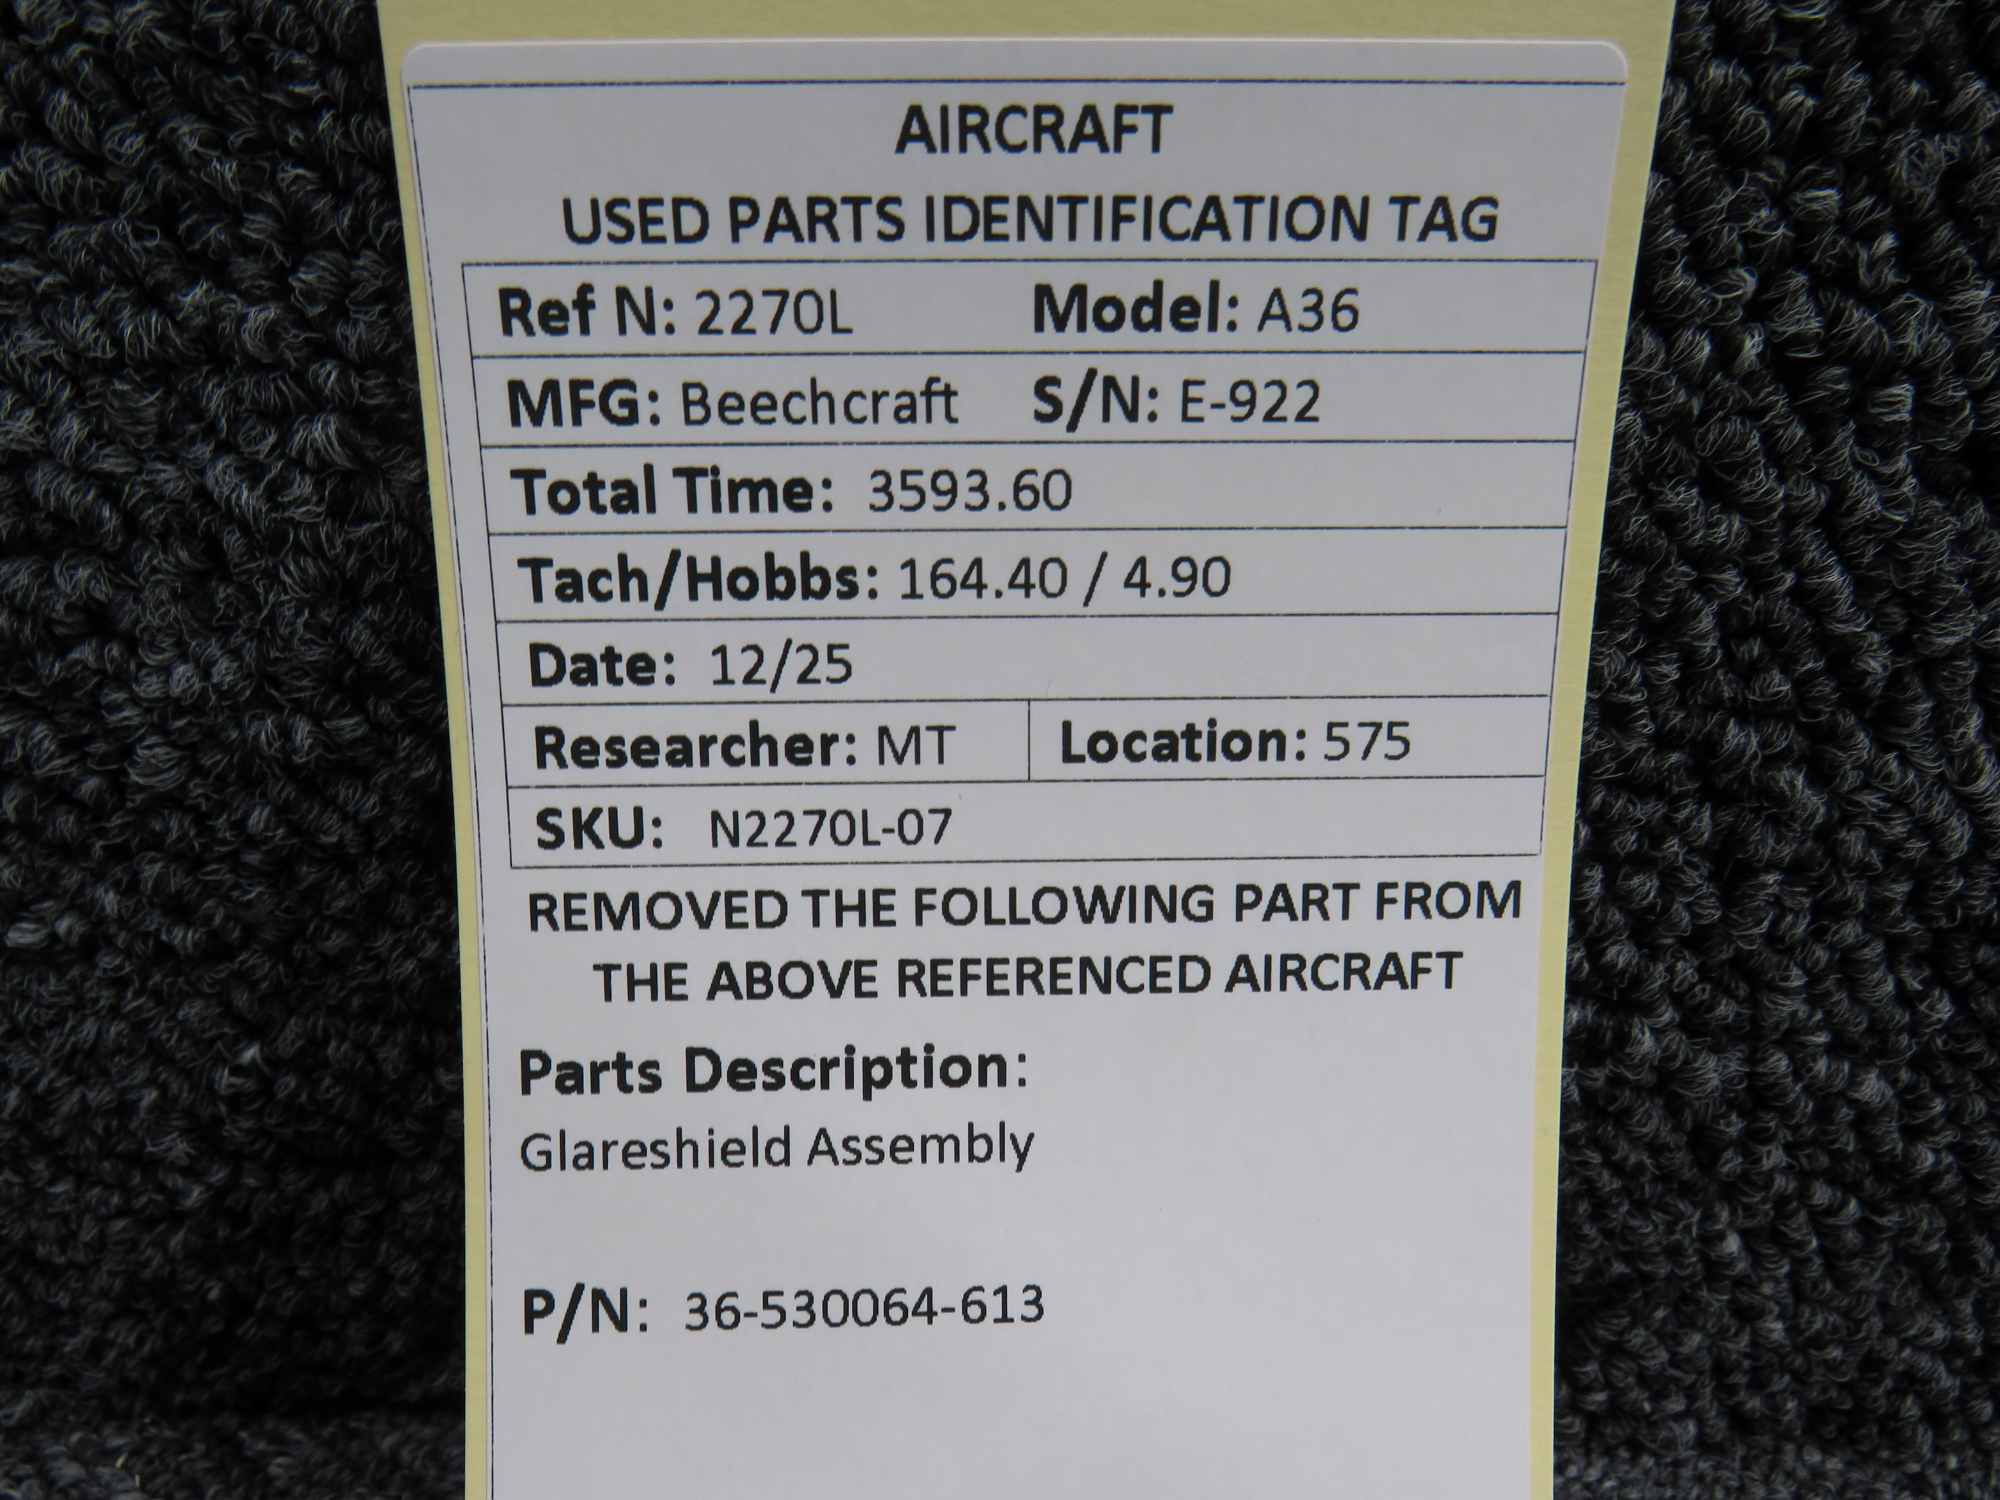 AIRCRAFT
USED PARTS IDENTIFICATION TAG
Ref N: 2270L Model: A36
MFG: Beechcraft S/N: E-922
Total Time: 3593.60
Tach/Hobbs: 164.40 / 4.90
Date: 12/25
Researcher: MT Location: 575
SKU: N2270L-07
REMOVED THE FOLLOWING PART FROM
THE ABOVE REFERENCED AIRCRAFT
Parts Description:
Glareshield Assembly
P/N: 36-530064-613